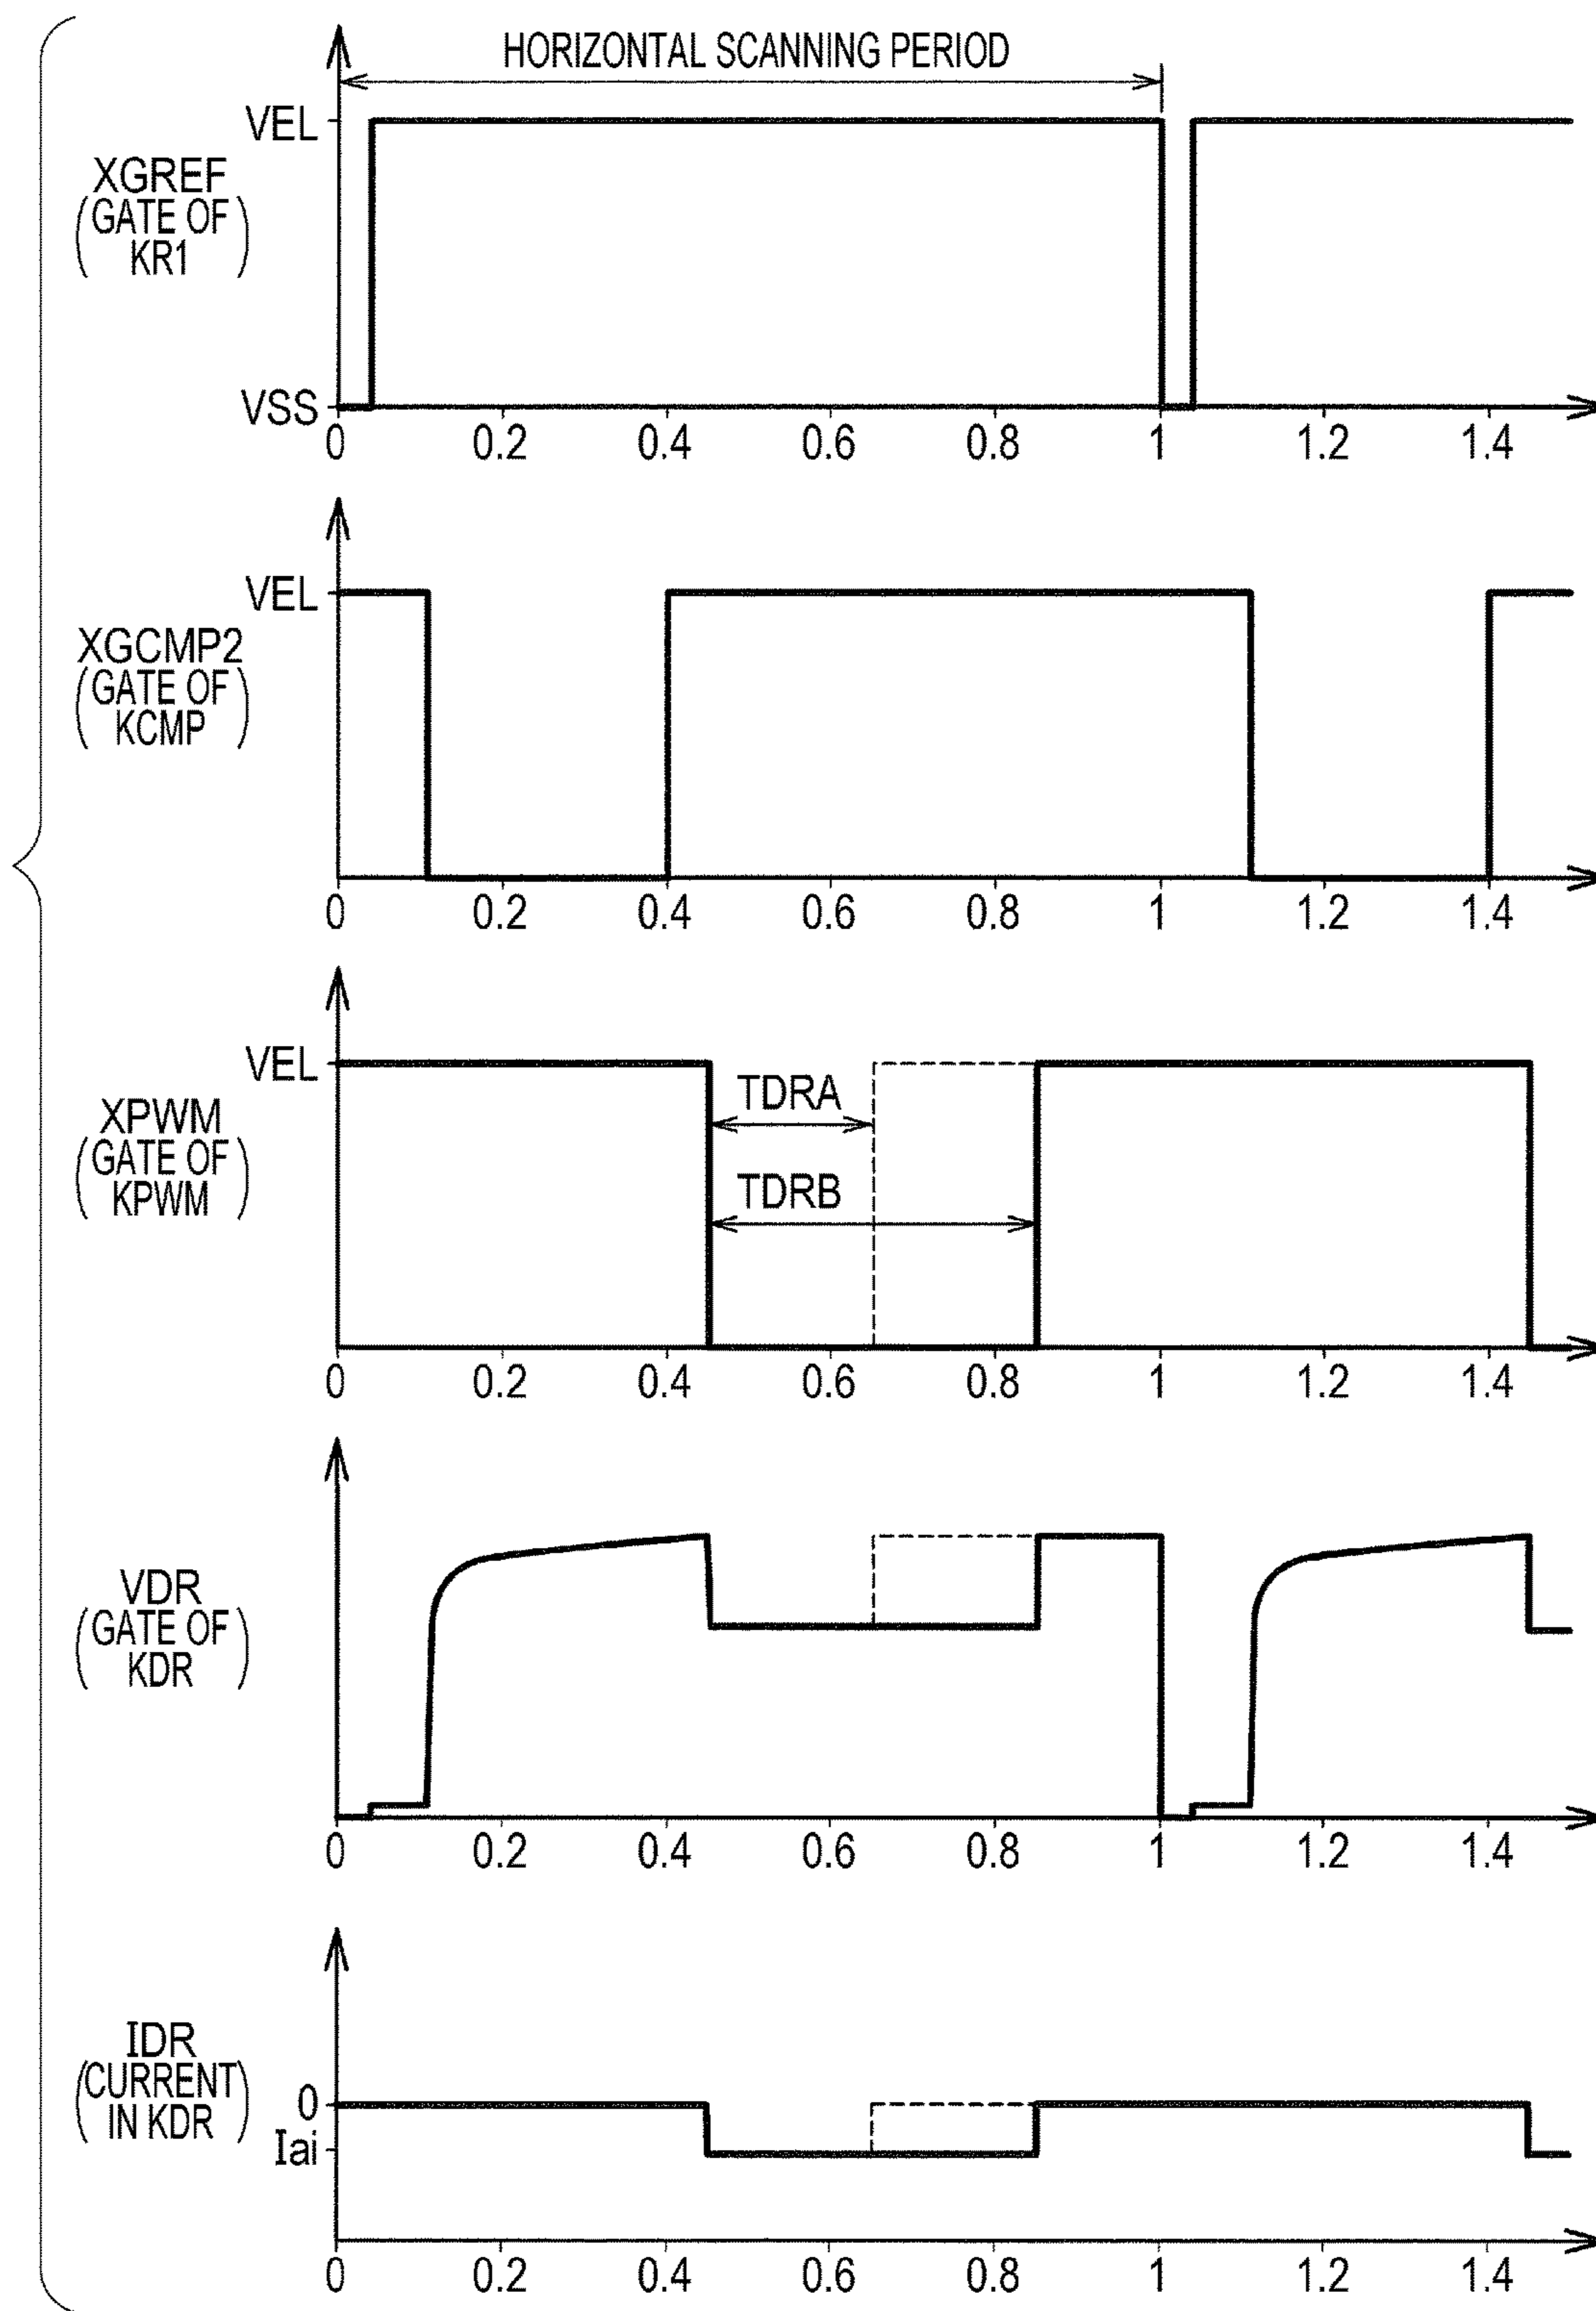 HORIZONTAL SCANNING PERIOD
VEL
XGREF
(GATE OF
KR1)
VSS
0 0.2 0.4 0.6 0.8 1 1.2 1.4
VEL
XGCMP2
(GATE OF
KCMP)
0 0.2 0.4 0.6 0.8 1 1.2 1.4
VEL
TDRA
XPWM
(GATE OF
KPWM)
TDRB
0 0.2 0.4 0.6 0.8 1 1.2 1.4
VDR
(GATE OF
KDR)
0 0.2 0.4 0.6 0.8 1 1.2 1.4
IDR
(CURRENT
IN KDR)
0
Iai
0 0.2 0.4 0.6 0.8 1 1.2 1.4